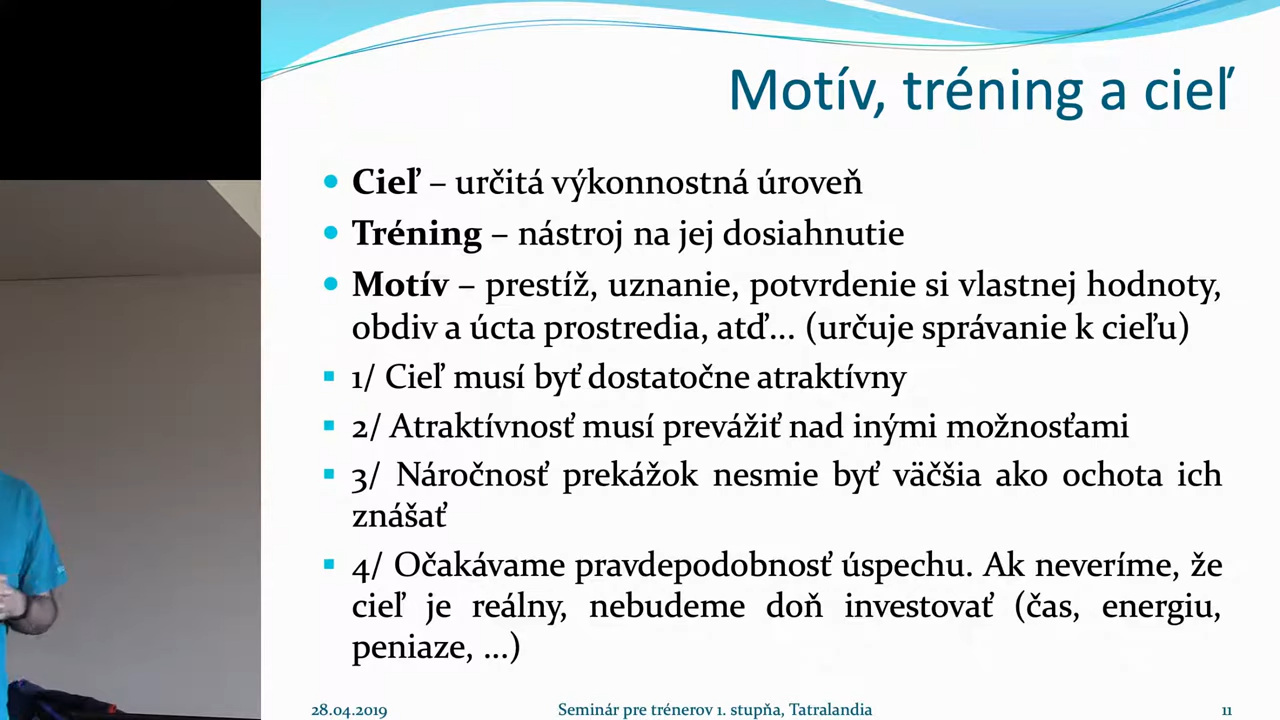 Motív, tréning a cieľ
Cieľ – určitá výkonnostná úroveň
Tréning – nástroj na jej dosiahnutie
Motív – prestíž, uznanie, potvrdenie si vlastnej hodnoty,
obdiv a úcta prostredia, atď... (určuje správanie k cieľu)
1/ Cieľ musí byť dostatočne atraktívny
2/ Atraktívnosť musí prevážiť nad inými možnosťami
3/ Náročnosť prekážok nesmie byť väčšia ako ochota ich
znášať
4/ Očakávame pravdepodobnosť úspechu. Ak neveríme, že
cieľ je reálny, nebudeme doň investovať (čas, energiu,
peniaze, ...)
28.04.2019 Seminár pre trénerov 1. stupňa, Tatralandia 11